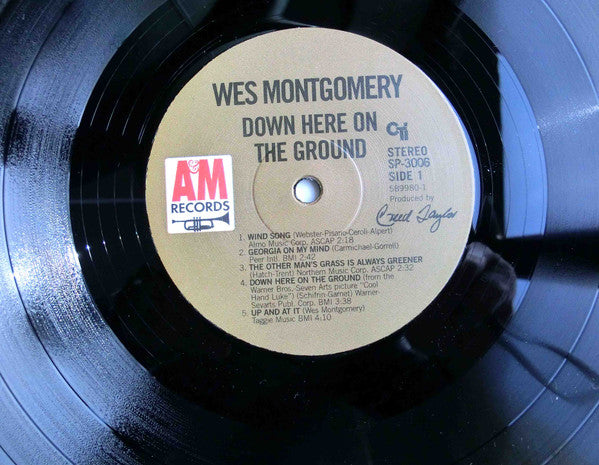 WES MONTGOMERY
DOWN HERE ON
THE GROUND
CTi
STEREO
SP-3006
SIDE 1
SB9980-1
Produced by
Creed Taylor
A&M
RECORDS
1. WIND SONG (Webster-Pisano-Ceroli-Alpert)
Almo Music Corp. ASCAP 2:18
2. GEORGIA ON MY MIND (Carmichael-Gorrell)
Peer Intl. BMI 2:42
3. THE OTHER MAN'S GRASS IS ALWAYS GREENER
(Hatch-Trent) Northern Music Corp. ASCAP 2:32
4. DOWN HERE ON THE GROUND (from the
Warner Bros.-Seven Arts picture "Cool
Hand Luke") (Schifrin-Garnet) Warner
Sevarts Publ. Corp. BMI 3:38
5. UP AND AT IT (Wes Montgomery)
Taggie Music BMI 4:10